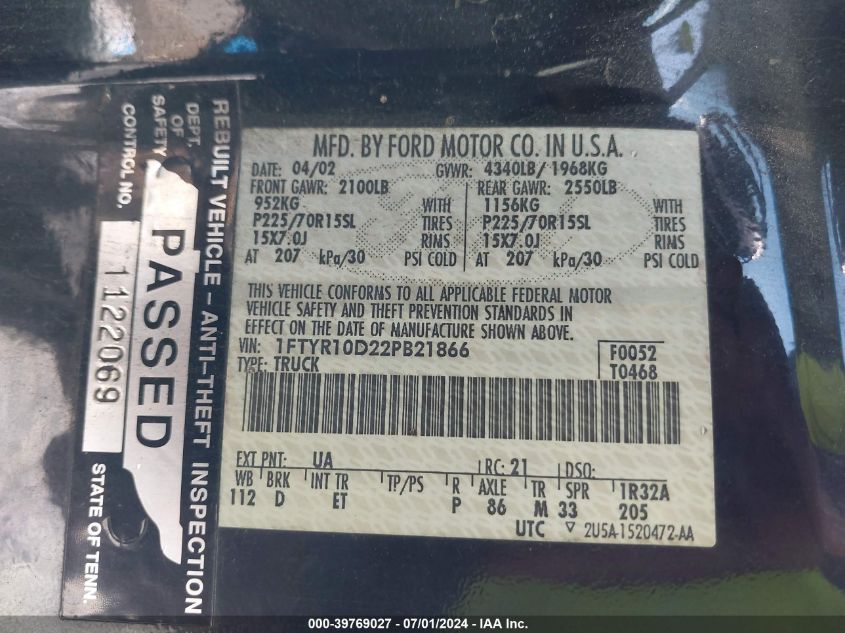 REBUILT VEHICLE - ANTI-THEFT INSPECTION
DEPT.
OF
SAFETY
CONTROL NO.
PASSED
1122069
STATE OF TENN.
MFD. BY FORD MOTOR CO. IN U.S.A.
DATE: 04/02 GVWR: 4340LB/ 1968KG
FRONT GAWR: 2100LB REAR GAWR: 2550LB
952KG WITH 1156KG WITH
P225/70R15SL TIRES P225/70R15SL TIRES
15X7.0J RIMS 15X7.0J RIMS
AT 207 kPa/30 PSI COLD AT 207 kPa/30 PSI COLD
THIS VEHICLE CONFORMS TO ALL APPLICABLE FEDERAL MOTOR
VEHICLE SAFETY AND THEFT PREVENTION STANDARDS IN
EFFECT ON THE DATE OF MANUFACTURE SHOWN ABOVE.
VIN: 1FTYR10D22PB21866 F0052
TYPE: TRUCK T0468
EXT PNT: UA RC: 21 DSO:
WB BRK INT TR TP/PS R AXLE TR SPR 1R32A
112 D ET P 86 M 33 205
UTC 2U5A-1520472-AA
000-39769027 - 07/01/2024 - IAA Inc.